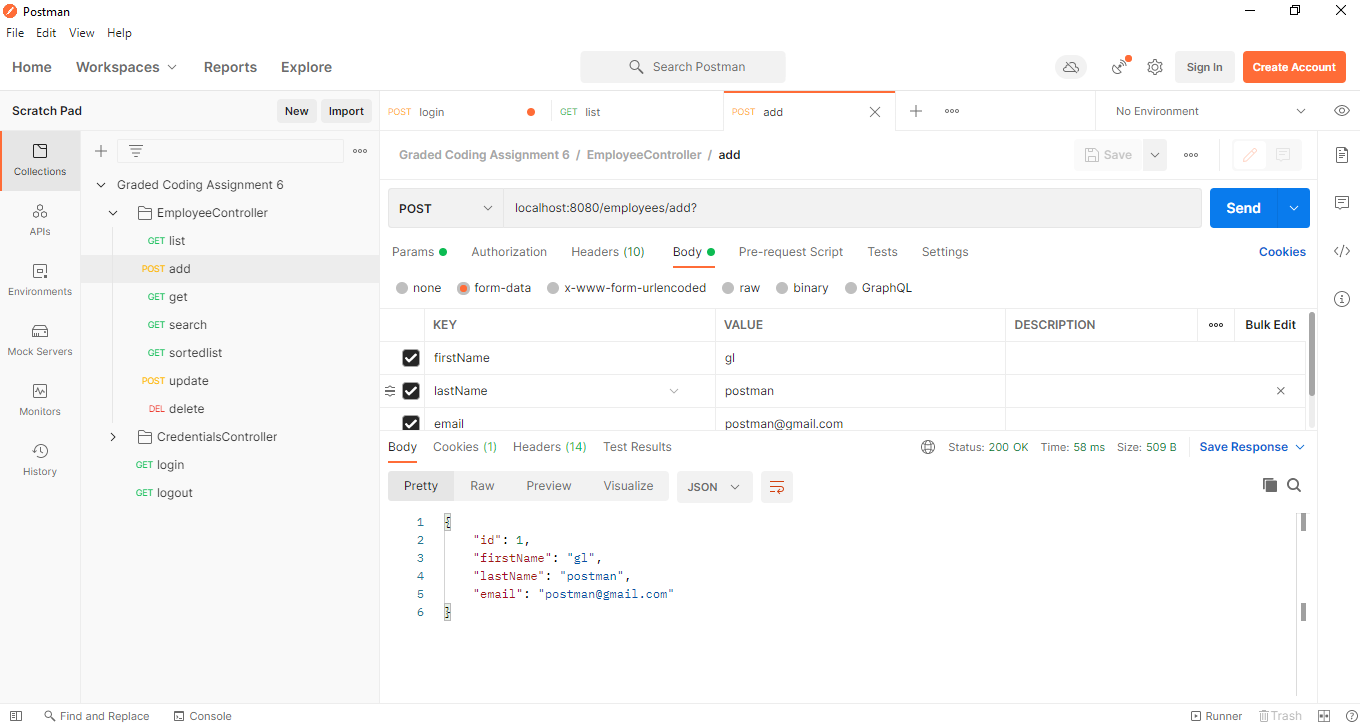 Postman
File Edit View Help
Home Workspaces Reports Explore Search Postman Sign In Create Account
Scratch Pad New Import
POST login GET list POST add No Environment
Collections
APIs
Environments
Mock Servers
Monitors
History
Graded Coding Assignment 6
EmployeeController
GET list
POST add
GET get
GET search
GET sortedlist
POST update
DEL delete
CredentialsController
GET login
GET logout
Graded Coding Assignment 6 / EmployeeController / add Save
POST localhost:8080/employees/add? Send
Params Authorization Headers (10) Body Pre-request Script Tests Settings Cookies
none form-data x-www-form-urlencoded raw binary GraphQL
KEY VALUE DESCRIPTION Bulk Edit
firstName gl
lastName postman
email postman@gmail.com
Body Cookies (1) Headers (14) Test Results Status: 200 OK Time: 58 ms Size: 509 B Save Response
Pretty Raw Preview Visualize JSON
1 {
2 "id": 1,
3 "firstName": "gl",
4 "lastName": "postman",
5 "email": "postman@gmail.com"
6 }
Find and Replace Console Runner Trash